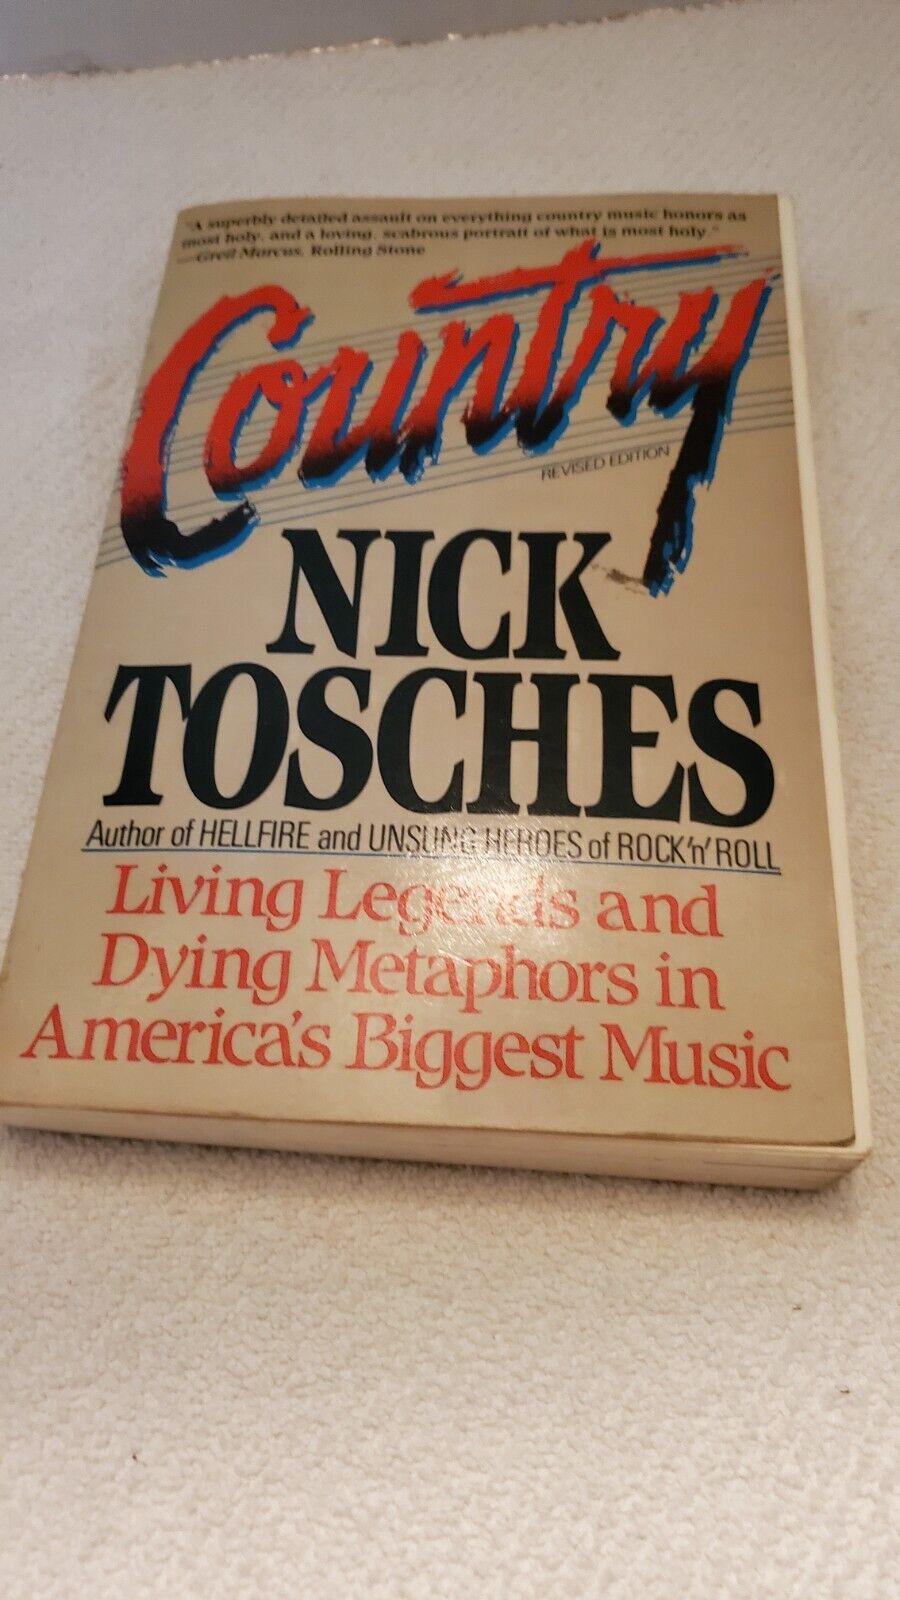 "A superbly detailed assault on everything country music honors as
most holy, and a loving, scabrous portrait of what is most holy."
—Greil Marcus, Rolling Stone
Country
REVISED EDITION
NICK
TOSCHES
Author of HELLFIRE and UNSUNG HEROES of ROCK'n'ROLL
Living Legends and
Dying Metaphors in
America's Biggest Music